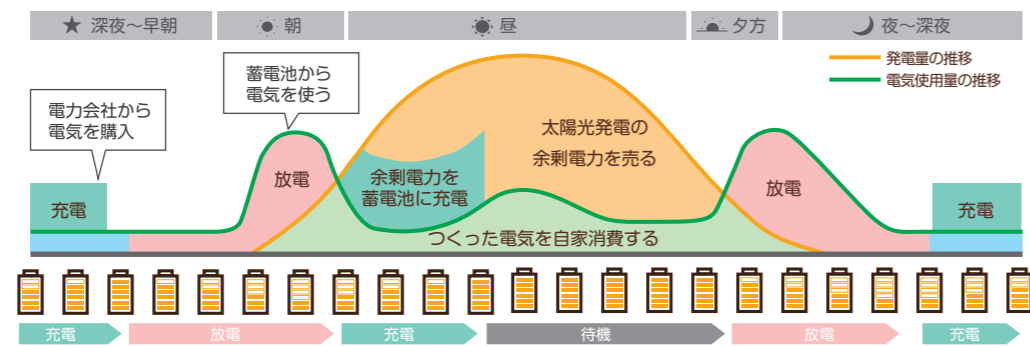 ★ 深夜〜早朝
朝
昼
夕方
夜〜深夜
発電量の推移
電気使用量の推移
蓄電池から
電気を使う
電力会社から
電気を購入
太陽光発電の
余剰電力を売る
放電
余剰電力を
蓄電池に充電
放電
充電
充電
つくった電気を自家消費する
充電
放電
充電
待機
放電
充電